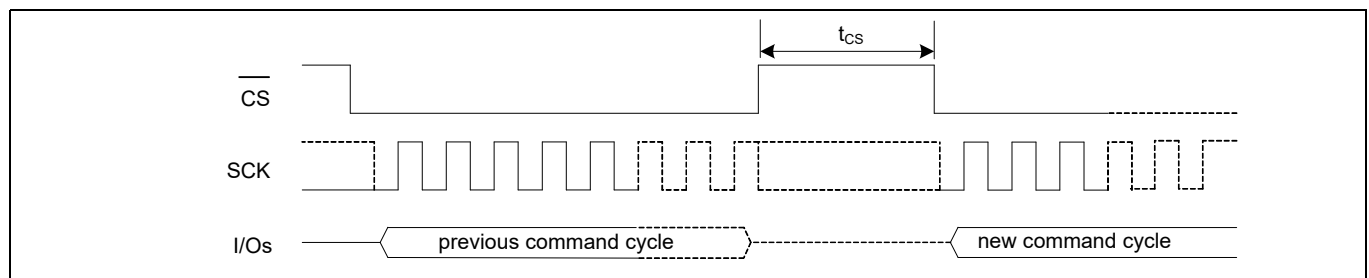 tCS
CS
SCK
I/Os
previous command cycle
new command cycle